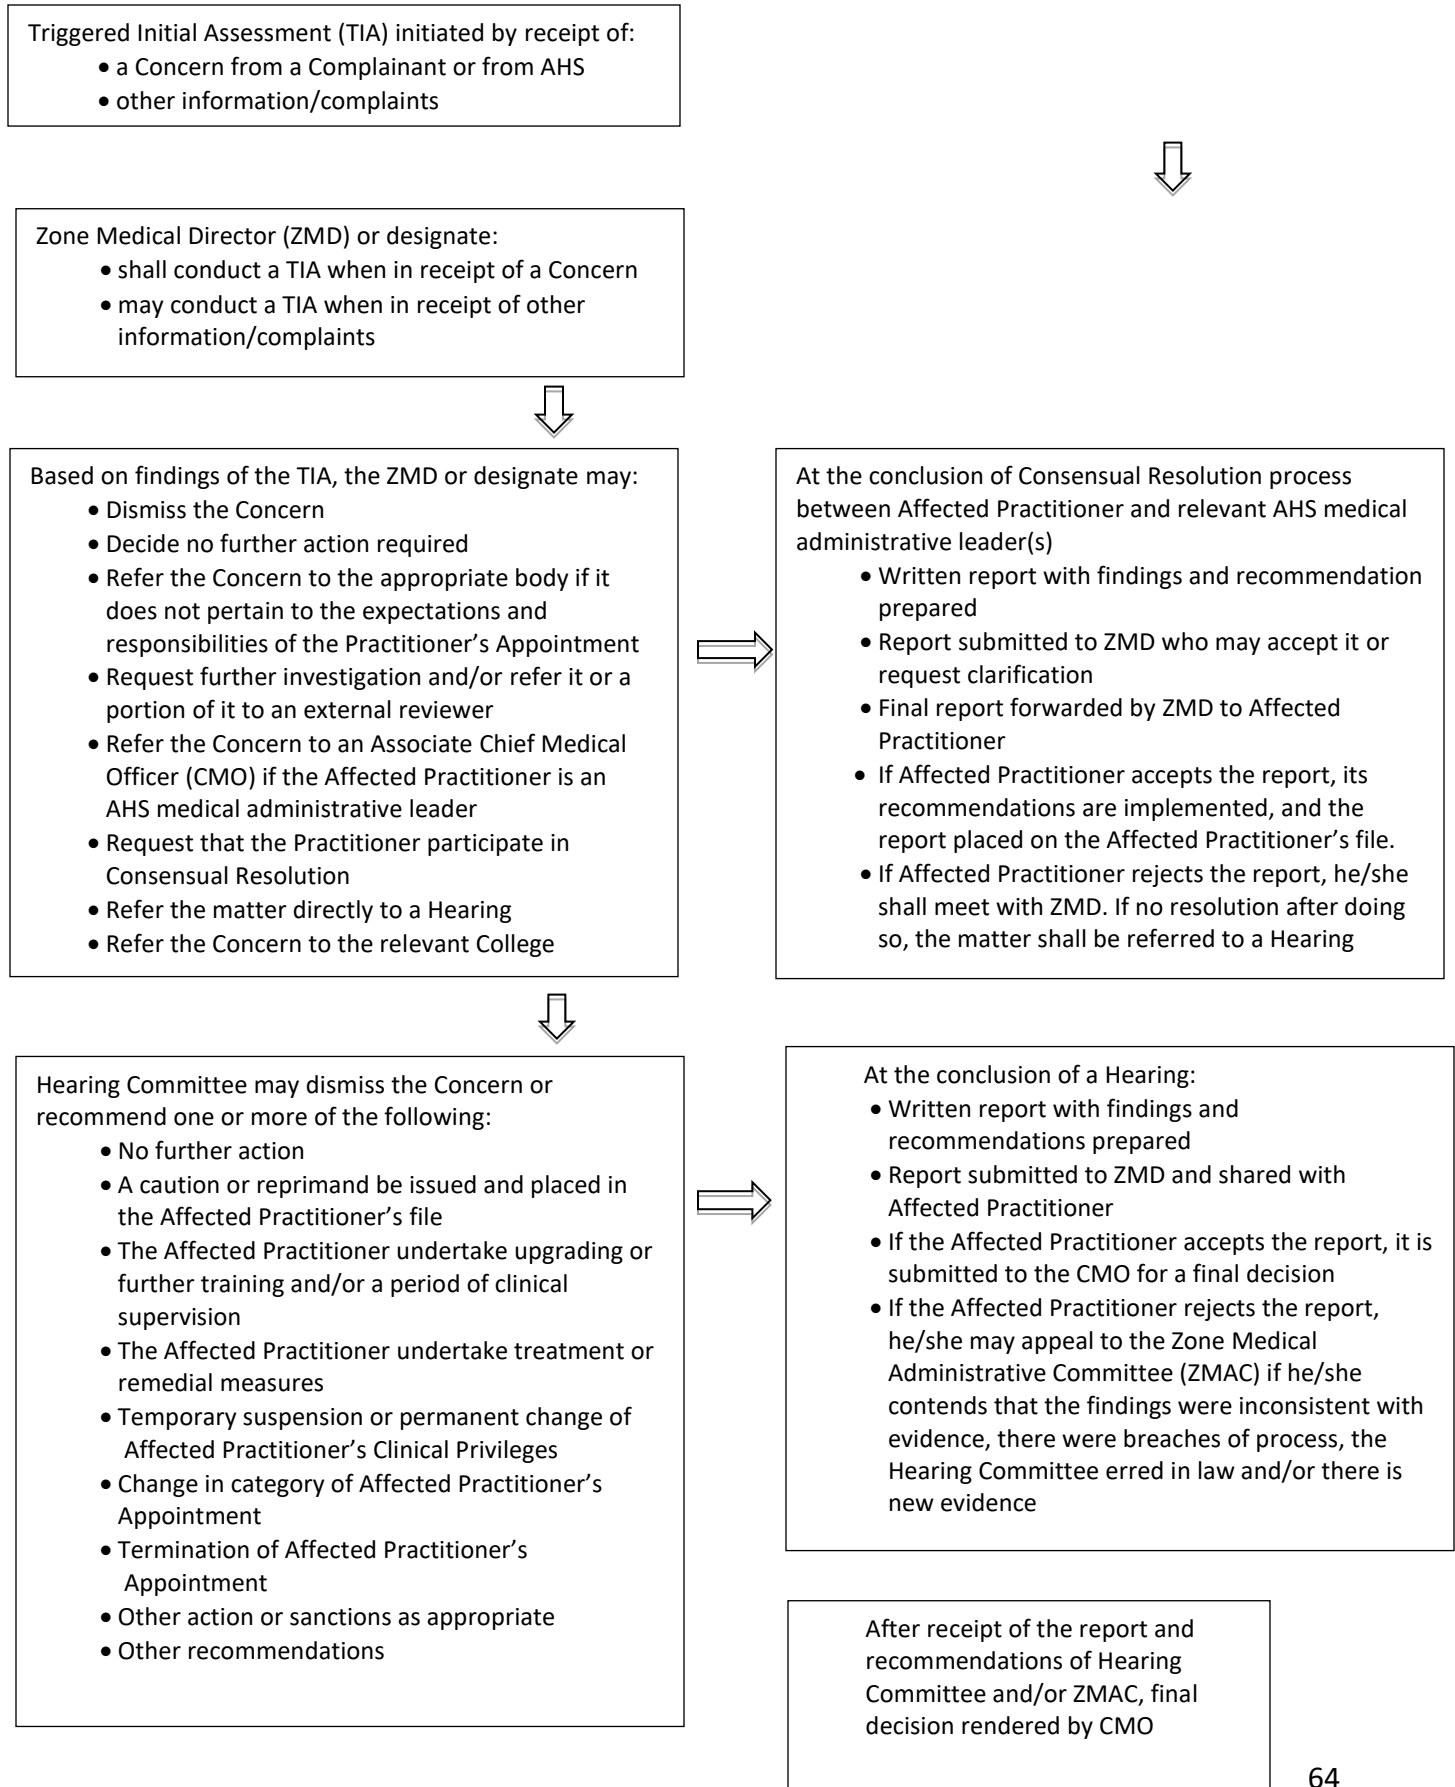 Triggered Initial Assessment (TIA) initiated by receipt of:
• a Concern from a Complainant or from AHS
• other information/complaints
Zone Medical Director (ZMD) or designate:
• shall conduct a TIA when in receipt of a Concern
• may conduct a TIA when in receipt of other
information/complaints
Based on findings of the TIA, the ZMD or designate may:
• Dismiss the Concern
• Decide no further action required
• Refer the Concern to the appropriate body if it
does not pertain to the expectations and
responsibilities of the Practitioner’s Appointment
• Request further investigation and/or refer it or a
portion of it to an external reviewer
• Refer the Concern to an Associate Chief Medical
Officer (CMO) if the Affected Practitioner is an
AHS medical administrative leader
• Request that the Practitioner participate in
Consensual Resolution
• Refer the matter directly to a Hearing
• Refer the Concern to the relevant College
At the conclusion of Consensual Resolution process
between Affected Practitioner and relevant AHS medical
administrative leader(s)
• Written report with findings and recommendation
prepared
• Report submitted to ZMD who may accept it or
request clarification
• Final report forwarded by ZMD to Affected
Practitioner
• If Affected Practitioner accepts the report, its
recommendations are implemented, and the
report placed on the Affected Practitioner’s file.
• If Affected Practitioner rejects the report, he/she
shall meet with ZMD. If no resolution after doing
so, the matter shall be referred to a Hearing
Hearing Committee may dismiss the Concern or
recommend one or more of the following:
• No further action
• A caution or reprimand be issued and placed in
the Affected Practitioner’s file
• The Affected Practitioner undertake upgrading or
further training and/or a period of clinical
supervision
• The Affected Practitioner undertake treatment or
remedial measures
• Temporary suspension or permanent change of
Affected Practitioner’s Clinical Privileges
• Change in category of Affected Practitioner’s
Appointment
• Termination of Affected Practitioner’s
Appointment
• Other action or sanctions as appropriate
• Other recommendations
At the conclusion of a Hearing:
• Written report with findings and
recommendations prepared
• Report submitted to ZMD and shared with
Affected Practitioner
• If the Affected Practitioner accepts the report, it is
submitted to the CMO for a final decision
• If the Affected Practitioner rejects the report,
he/she may appeal to the Zone Medical
Administrative Committee (ZMAC) if he/she
contends that the findings were inconsistent with
evidence, there were breaches of process, the
Hearing Committee erred in law and/or there is
new evidence
After receipt of the report and
recommendations of Hearing
Committee and/or ZMAC, final
decision rendered by CMO
64